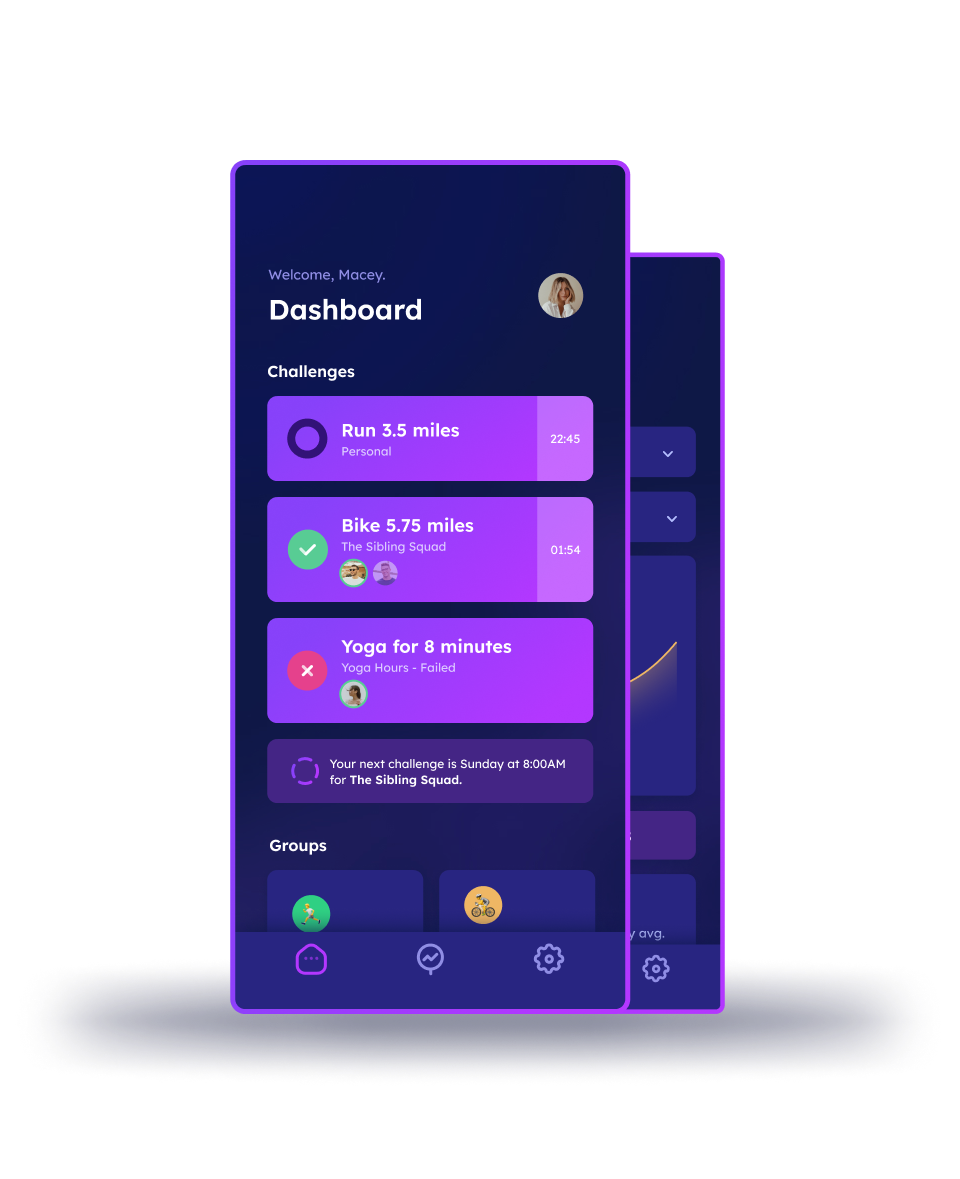 Welcome, Macey.
Dashboard
Challenges
Run 3.5 miles
Personal
22:45
Bike 5.75 miles
The Sibling Squad
01:54
Yoga for 8 minutes
Yoga Hours - Failed
Your next challenge is Sunday at 8:00AM
for The Sibling Squad.
Groups
avg.